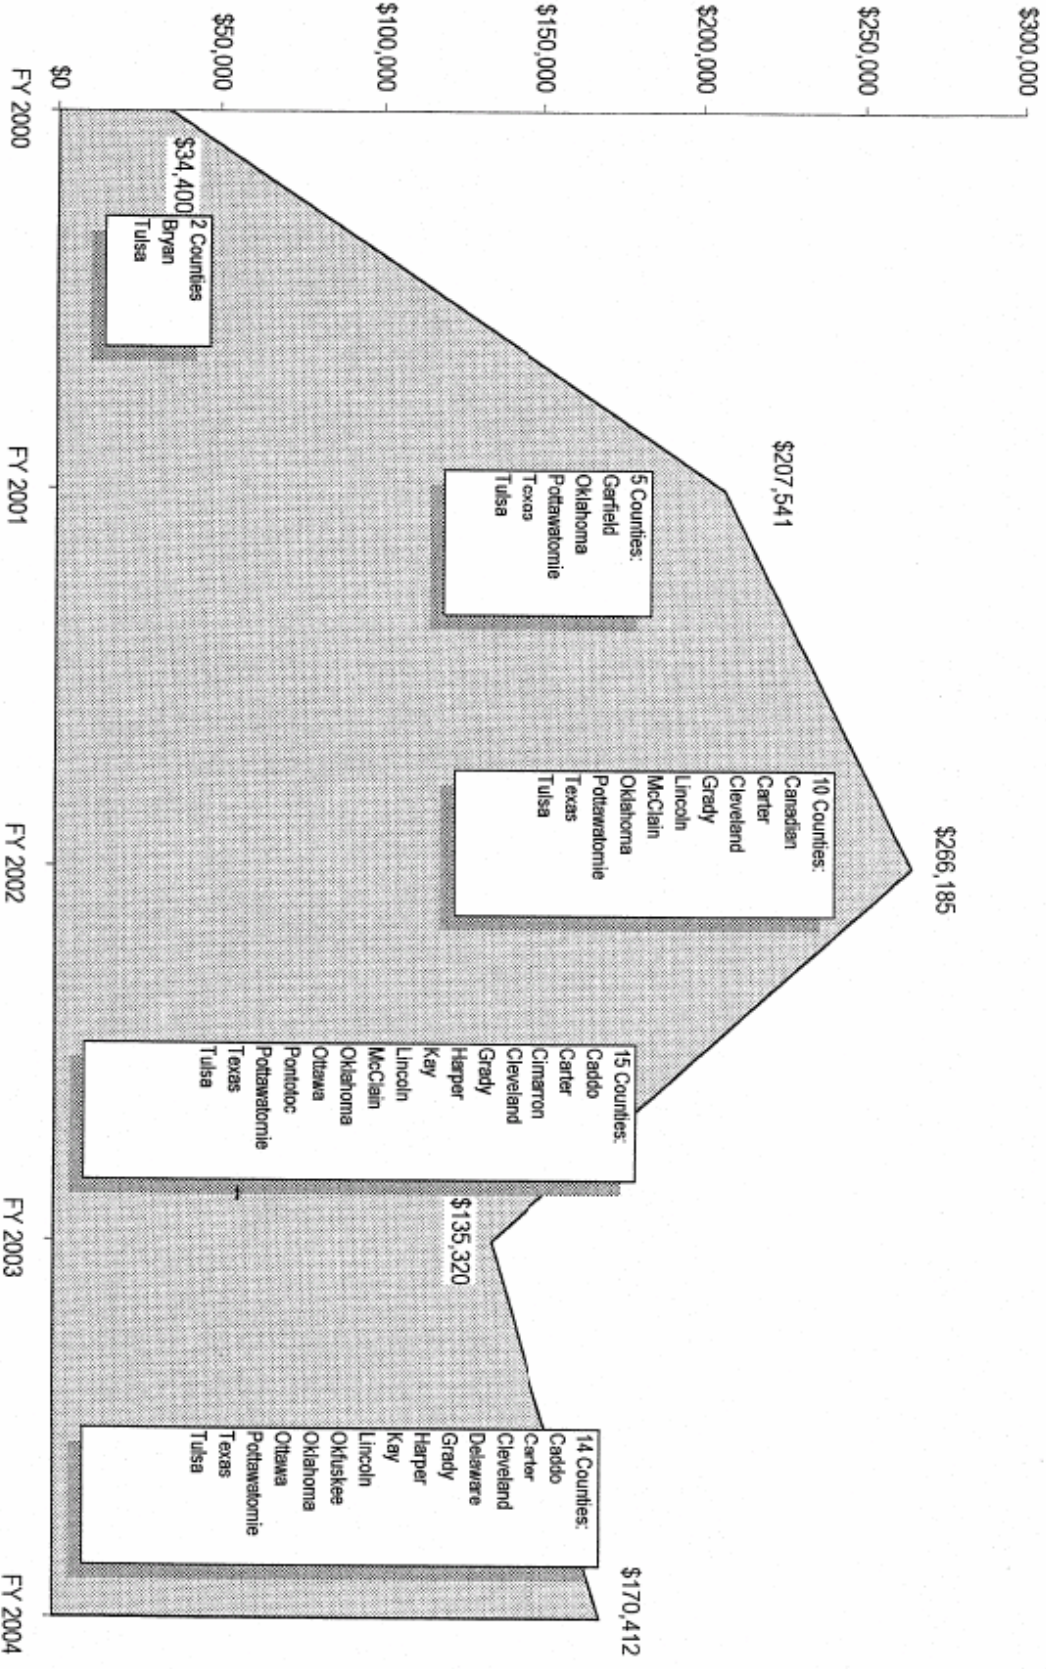 $300,000
$250,000
$200,000
$150,000
$100,000
$50,000
$0
$34,400
$207,541
$266,185
$135,320
$170,412
2 Counties
Bryan
Tulsa
5 Counties:
Garfield
Oklahoma
Pottawatomie
Texas
Tulsa
10 Counties:
Canadian
Carter
Cleveland
Grady
Lincoln
McClain
Oklahoma
Pottawatomie
Texas
Tulsa
15 Counties:
Caddo
Carter
Cimarron
Cleveland
Grady
Harper
Kay
Lincoln
McClain
Oklahoma
Ottawa
Pontotoc
Pottawatomie
Texas
Tulsa
14 Counties:
Caddo
Carter
Cleveland
Delaware
Grady
Harper
Kay
Lincoln
Okfuskee
Oklahoma
Ottawa
Pottawatomie
Texas
Tulsa
FY 2000
FY 2001
FY 2002
FY 2003
FY 2004